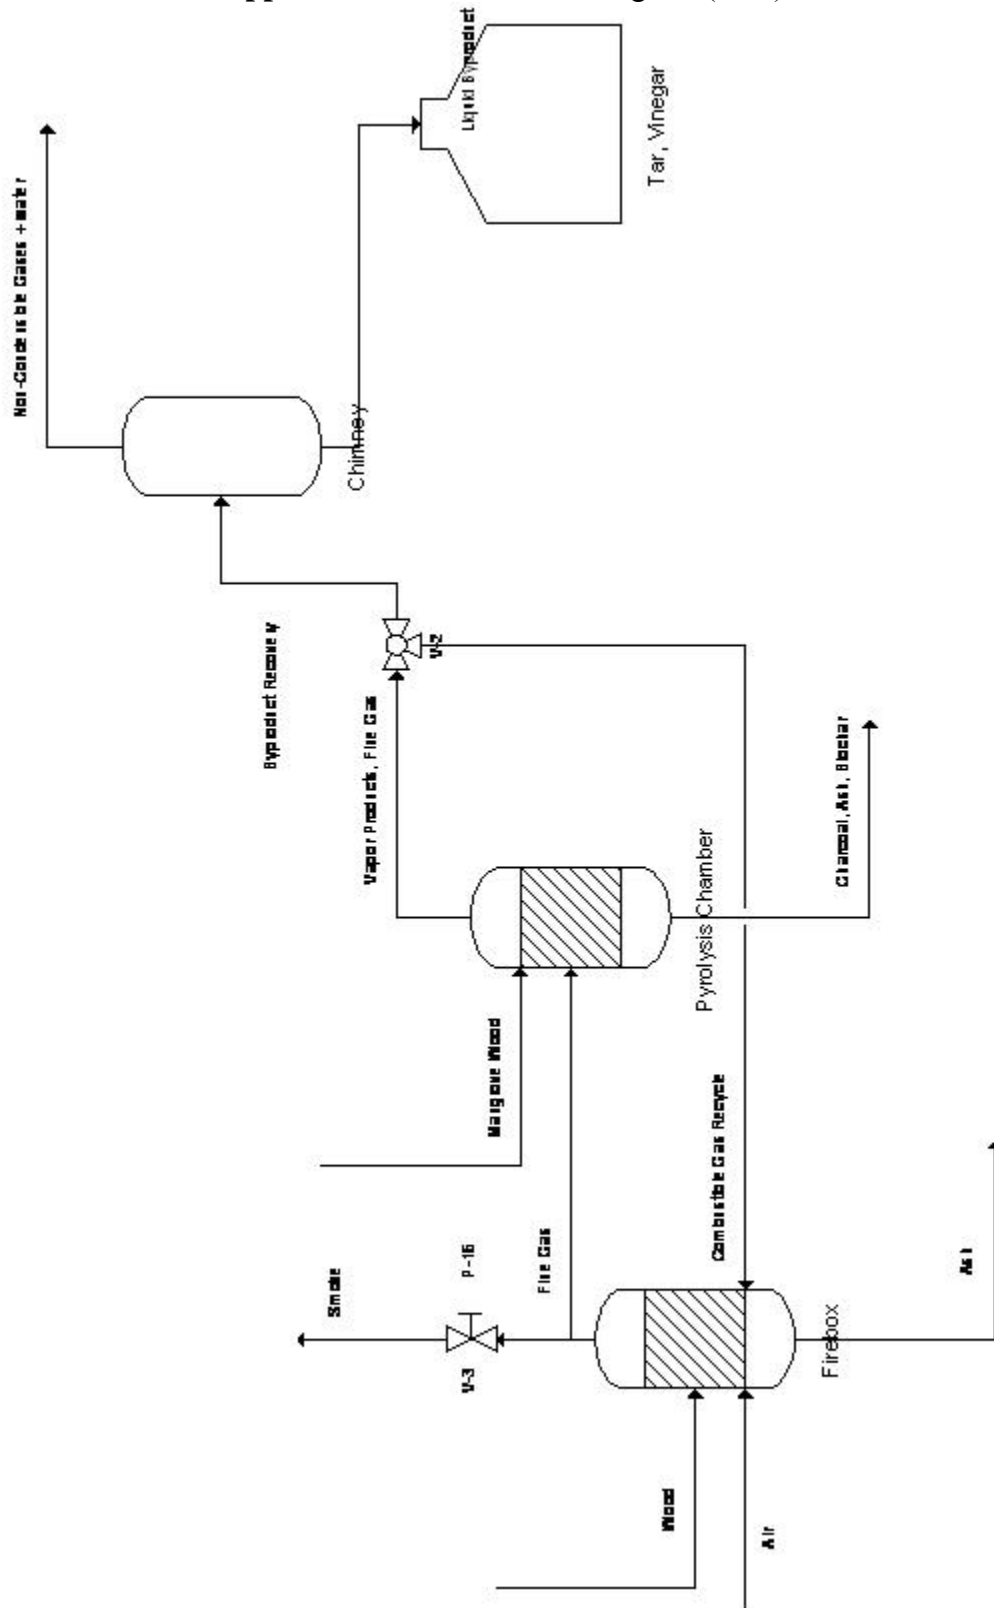 Non-Condensible Gases + water
Liquid Byproduct
Tar, Vinegar
Chimney
Byproduct Recovery
V-2
Vapor Products, Flue Gas
Charcoal, Ash, Biochar
Pyrolysis Chamber
Mangrove Wood
Combustible Gas Recycle
Flue Gas
Smoke
P-16
V-3
Firebox
Ash
Wood
Air